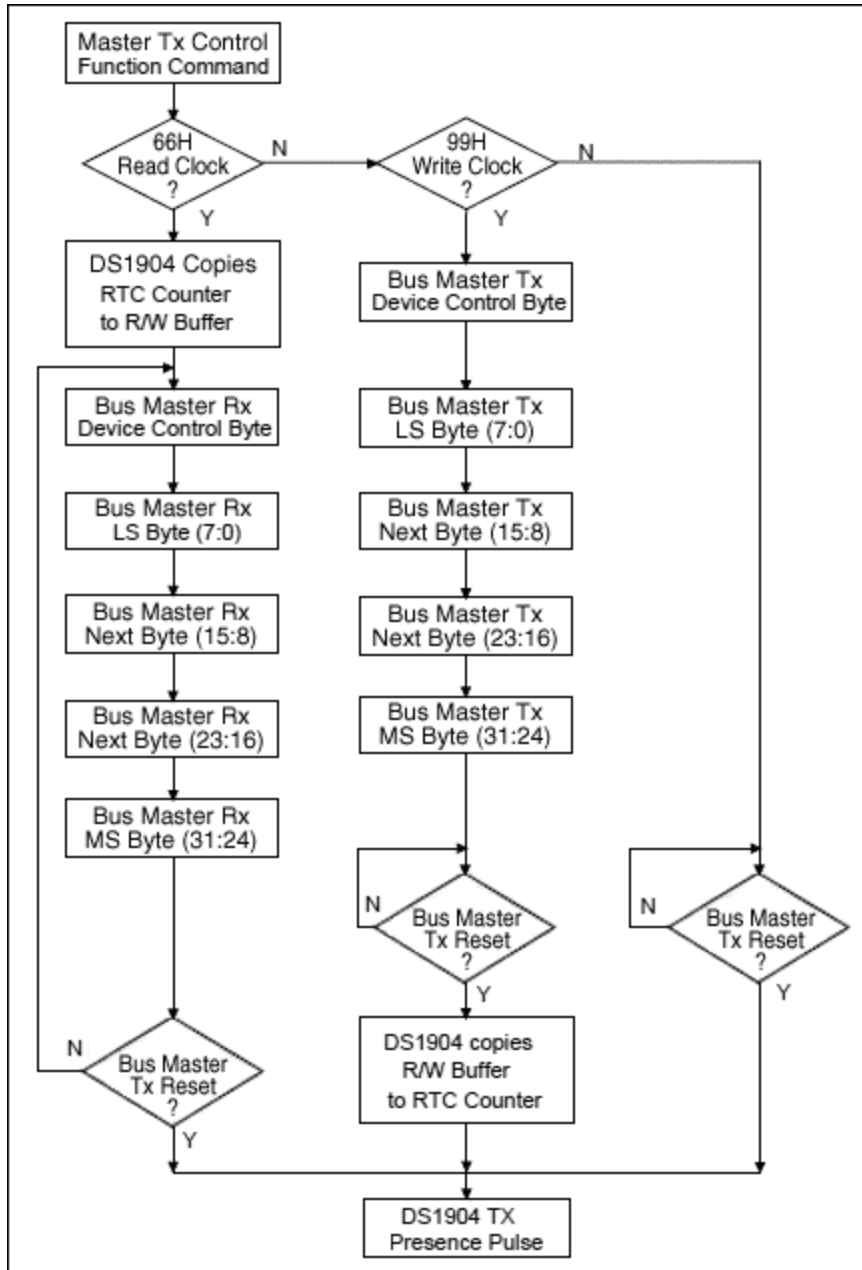 Master Tx Control
Function Command
66H
Read Clock
?
N
Y
99H
Write Clock
?
N
Y
DS1904 Copies
RTC Counter
to R/W Buffer
Bus Master Rx
Device Control Byte
Bus Master Rx
LS Byte (7:0)
Bus Master Rx
Next Byte (15:8)
Bus Master Rx
Next Byte (23:16)
Bus Master Rx
MS Byte (31:24)
N
Bus Master
Tx Reset
?
Y
Bus Master Tx
Device Control Byte
Bus Master Tx
LS Byte (7:0)
Bus Master Tx
Next Byte (15:8)
Bus Master Tx
Next Byte (23:16)
Bus Master Tx
MS Byte (31:24)
N
Bus Master
Tx Reset
?
Y
DS1904 copies
R/W Buffer
to RTC Counter
N
Bus Master
Tx Reset
?
Y
DS1904 TX
Presence Pulse